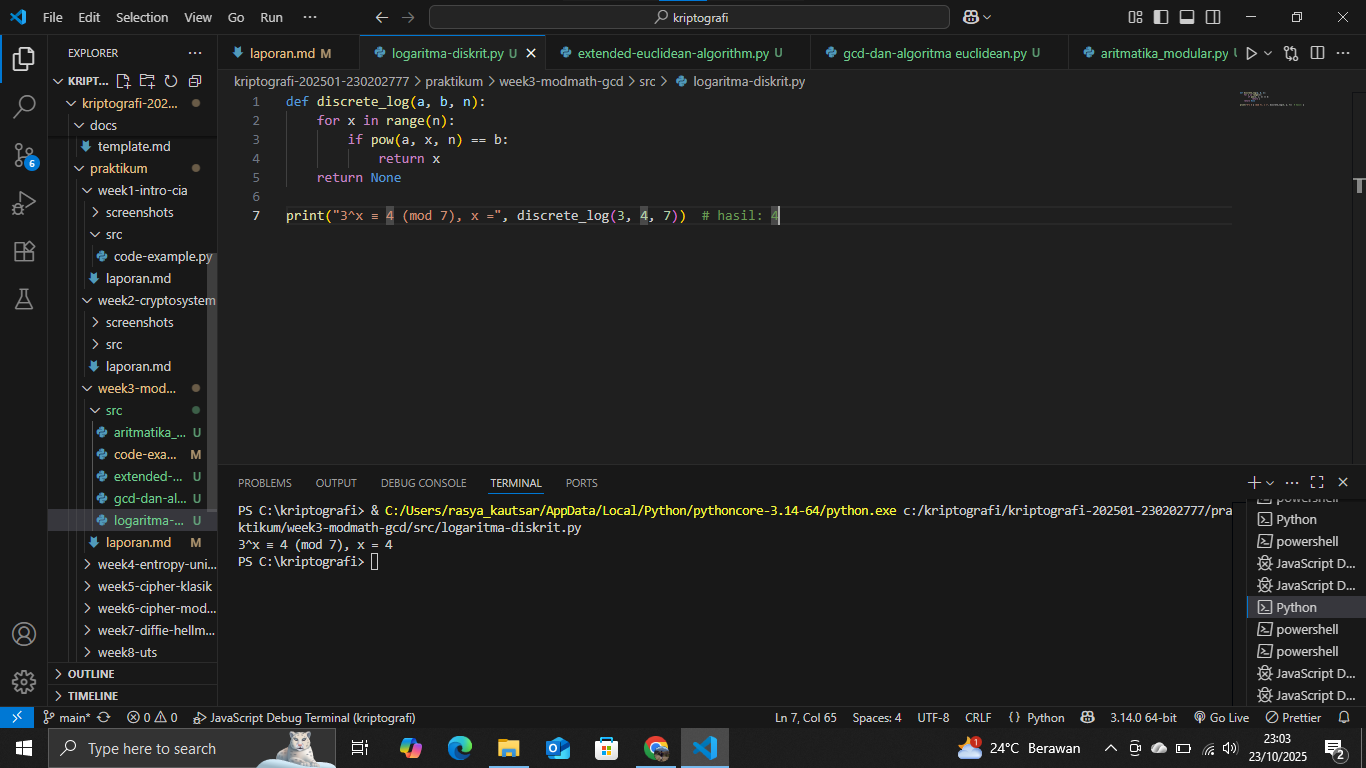 File Edit Selection View Go Run ···
kriptografi
EXPLORER ···
KRIPT...
kriptografi-202...
docs
template.md
praktikum
week1-intro-cia
screenshots
src
code-example.py
laporan.md
week2-cryptosystem
screenshots
src
laporan.md
week3-mod...
src
aritmatika_... U
code-exa... M
extended-... U
gcd-dan-al... U
logaritma-... U
laporan.md M
week4-entropy-uni...
week5-cipher-klasik
week6-cipher-mod...
week7-diffie-hellm...
week8-uts
OUTLINE
TIMELINE
6
laporan.md M
logaritma-diskrit.py U
extended-euclidean-algorithm.py U
gcd-dan-algoritma euclidean.py U
aritmatika_modular.py
kriptografi-202501-230202777 > praktikum > week3-modmath-gcd > src > logaritma-diskrit.py
1 def discrete_log(a, b, n):
2 for x in range(n):
3 if pow(a, x, n) == b:
4 return x
5 return None
6
7 print("3^x ≡ 4 (mod 7), x =", discrete_log(3, 4, 7)) # hasil: 4
PROBLEMS OUTPUT DEBUG CONSOLE TERMINAL PORTS
PS C:\kriptografi> & C:/Users/rasya_kautsar/AppData/Local/Python/pythoncore-3.14-64/python.exe c:/kriptografi/kriptografi-202501-230202777/pra
ktikum/week3-modmath-gcd/src/logaritma-diskrit.py
3^x ≡ 4 (mod 7), x = 4
PS C:\kriptografi>
Python
powershell
JavaScript D...
JavaScript D...
Python
powershell
powershell
JavaScript D...
JavaScript D...
main* 0 0 JavaScript Debug Terminal (kriptografi)
Ln 7, Col 65 Spaces: 4 UTF-8 CRLF {} Python 3.14.0 64-bit Go Live Prettier
Type here to search
1
24°C Berawan
23:03
23/10/2025
2